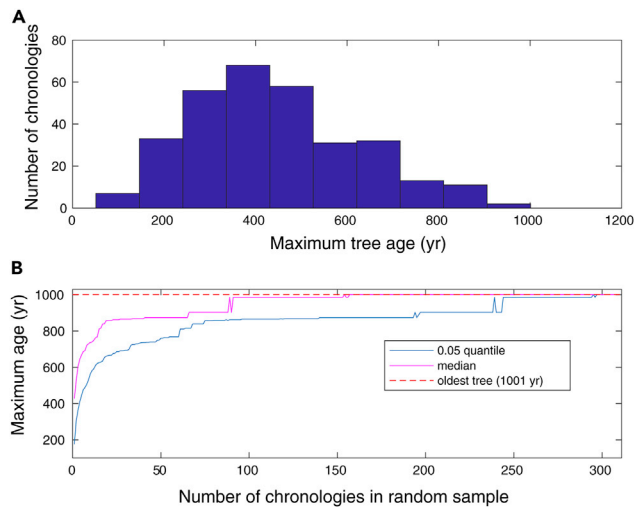 A
Number of chronologies
80
60
40
20
0
200 400 600 800 1000 1200
Maximum tree age (yr)
B
Maximum age (yr)
1000
800
600
400
200
0.05 quantile
median
oldest tree (1001 yr)
0 50 100 150 200 250 300
Number of chronologies in random sample